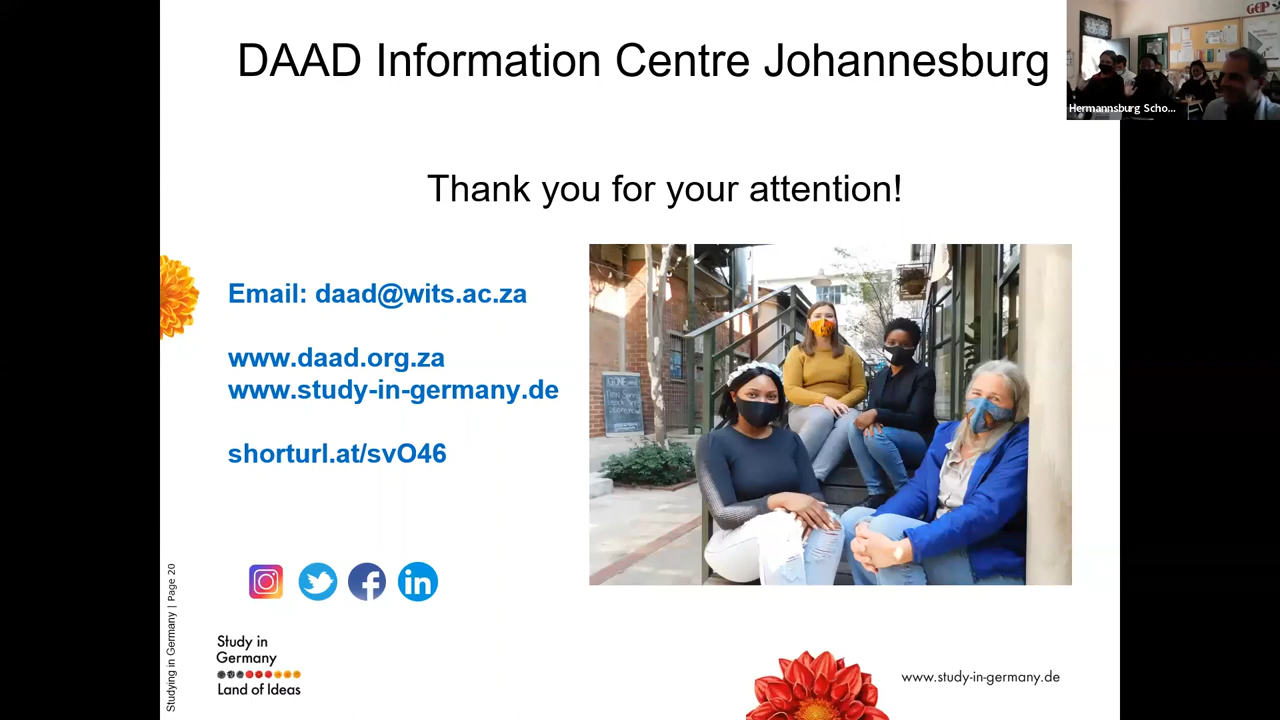 DAAD Information Centre Johannesburg
GEP
Hermannsburg Scho...
Thank you for your attention!
Email: daad@wits.ac.za
www.daad.org.za
www.study-in-germany.de
shorturl.at/svO46
Studying in Germany | Page 20
Study in
Germany
Land of Ideas
www.study-in-germany.de